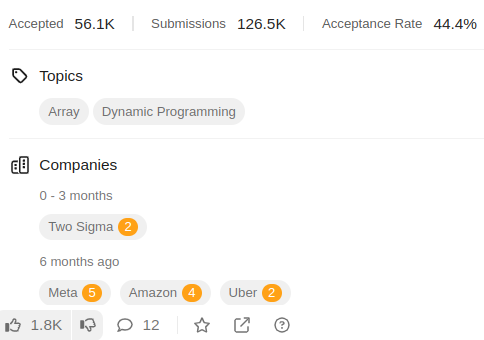 Accepted 56.1K Submissions 126.5K Acceptance Rate 44.4%
Topics
Array Dynamic Programming
Companies
0 - 3 months
Two Sigma 2
6 months ago
Meta 5 Amazon 4 Uber 2
1.8K 12